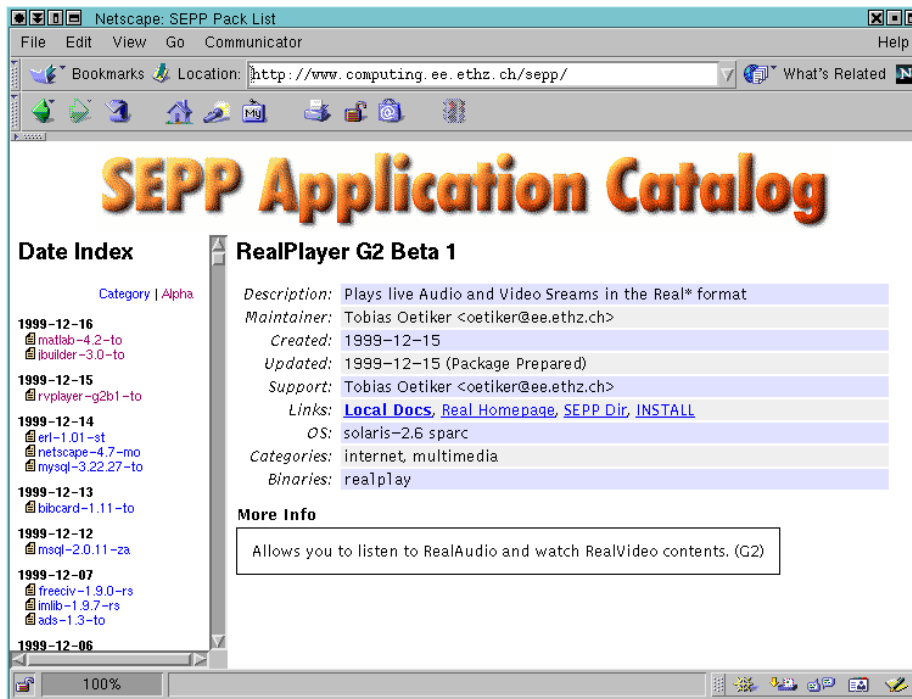 Netscape: SEPP Pack List
File Edit View Go Communicator Help
Bookmarks Location: http://www.computing.ee.ethz.ch/sepp/ What's Related N
My
SEPP Application Catalog
Date Index
Category | Alpha
1999-12-16
matlab-4.2-to
jbuilder-3.0-to
1999-12-15
rvplayer-g2b1-to
1999-12-14
erl-1.01-st
netscape-4.7-mo
mysql-3.22.27-to
1999-12-13
bibcard-1.11-to
1999-12-12
msql-2.0.11-za
1999-12-07
freeciv-1.9.0-rs
imlib-1.9.7-rs
ads-1.3-to
1999-12-06
RealPlayer G2 Beta 1
Description: Plays live Audio and Video Sreams in the Real* format
Maintainer: Tobias Oetiker <oetiker@ee.ethz.ch>
Created: 1999-12-15
Updated: 1999-12-15 (Package Prepared)
Support: Tobias Oetiker <oetiker@ee.ethz.ch>
Links: Local Docs, Real Homepage, SEPP Dir, INSTALL
OS: solaris-2.6 sparc
Categories: internet, multimedia
Binaries: realplay
More Info
Allows you to listen to RealAudio and watch RealVideo contents. (G2)
100%